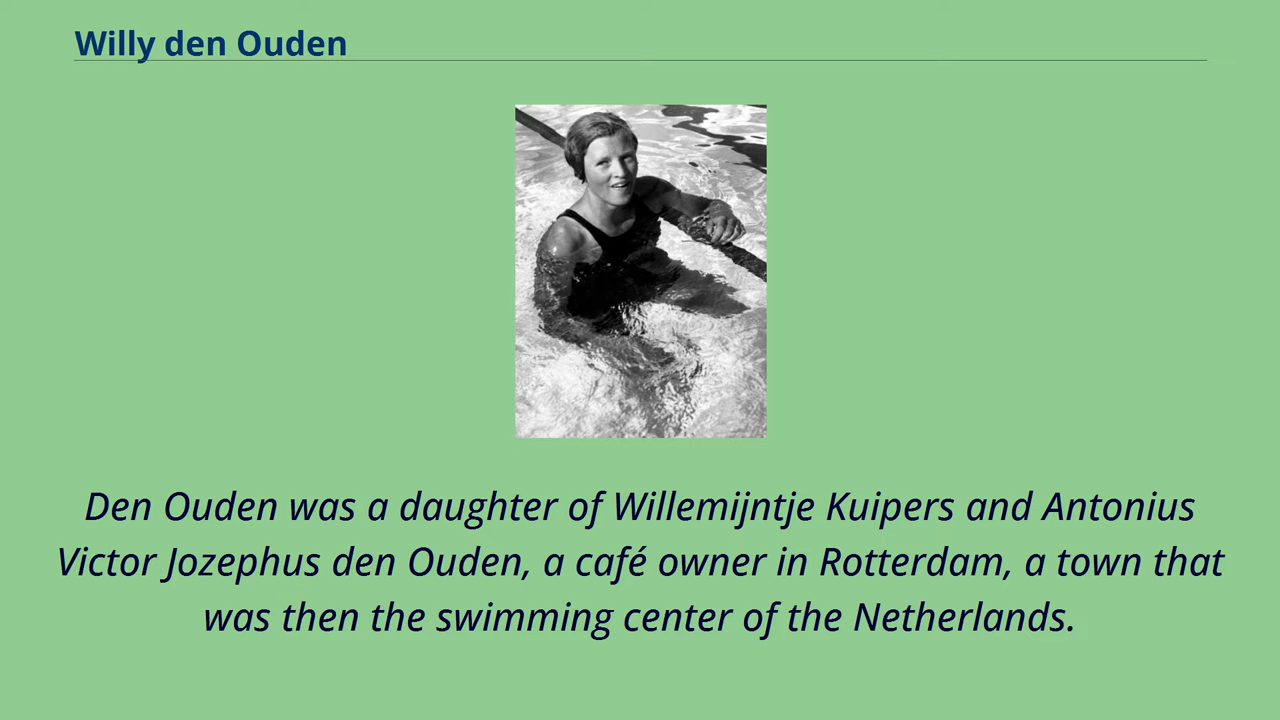 Willy den Ouden
Den Ouden was a daughter of Willemijntje Kuipers and Antonius
Victor Jozephus den Ouden, a café owner in Rotterdam, a town that
was then the swimming center of the Netherlands.